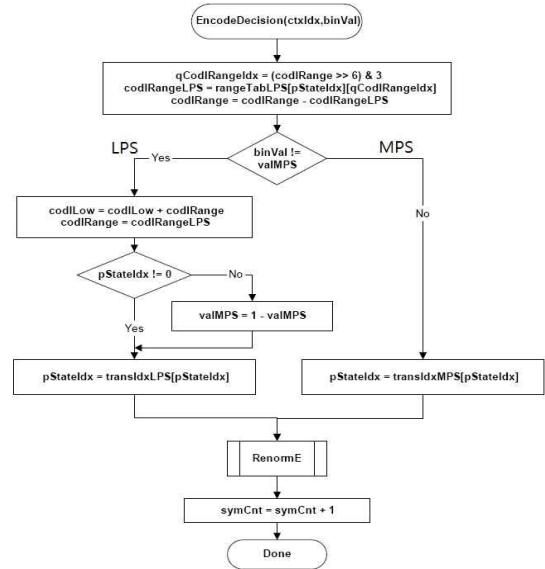 EncodeDecision(ctxIdx,binVal)
qCodIRangeIdx = (codIRange >> 6) & 3
codIRangeLPS = rangeTabLPS[pStateIdx][qCodIRangeIdx]
codIRange = codIRange - codIRangeLPS
LPS
Yes
binVal !=
valMPS
MPS
No
codILow = codILow + codIRange
codIRange = codIRangeLPS
pStateIdx != 0
No
valMPS = 1 - valMPS
Yes
pStateIdx = transIdxLPS[pStateIdx]
pStateIdx = transIdxMPS[pStateIdx]
RenormE
symCnt = symCnt + 1
Done